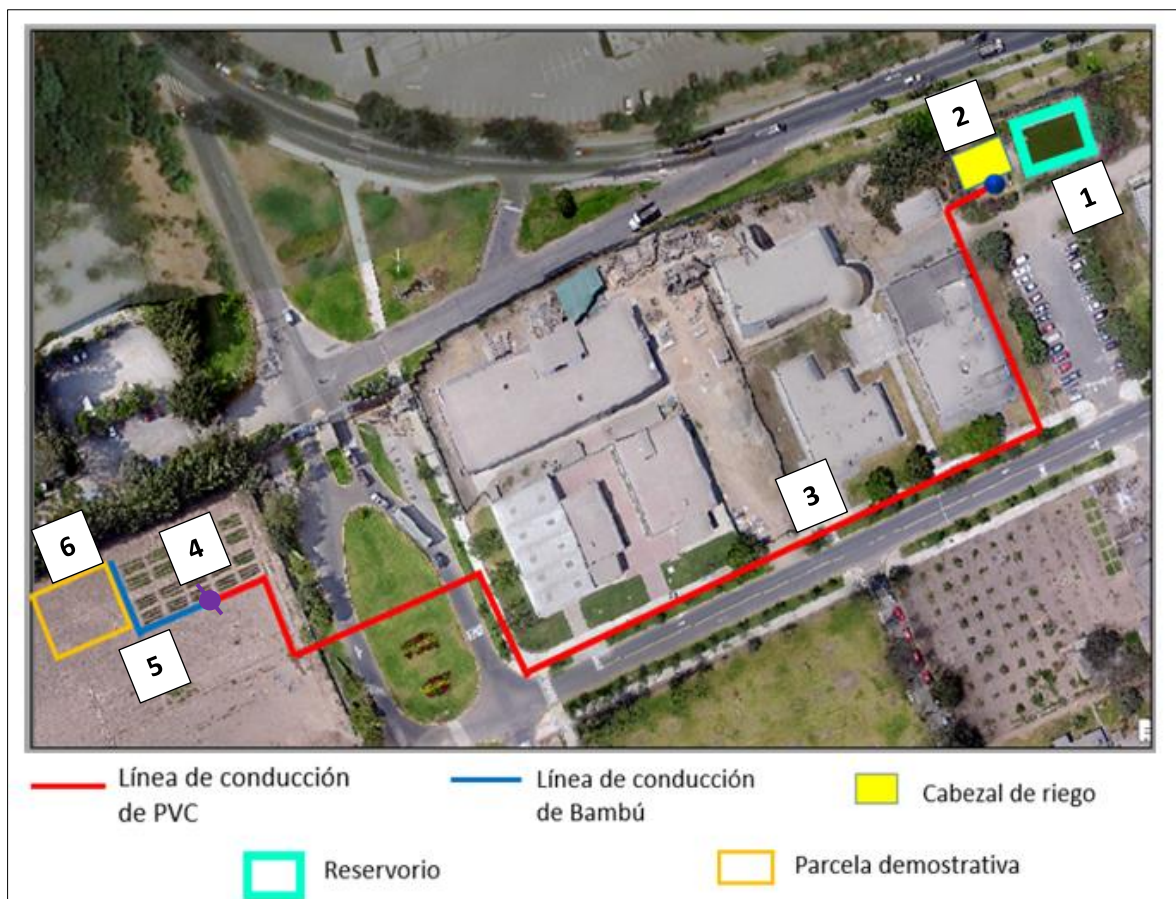 2
1
3
6
4
5
Línea de conducción
de PVC
Línea de conducción
de Bambú
Cabezal de riego
Reservorio
Parcela demostrativa